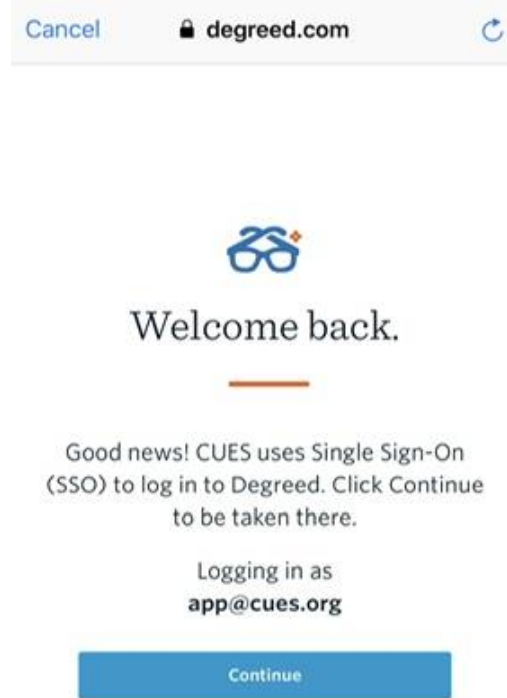 Cancel degreed.com
Welcome back.
Good news! CUES uses Single Sign-On
(SSO) to log in to Degreed. Click Continue
to be taken there.
Logging in as
app@cues.org
Continue